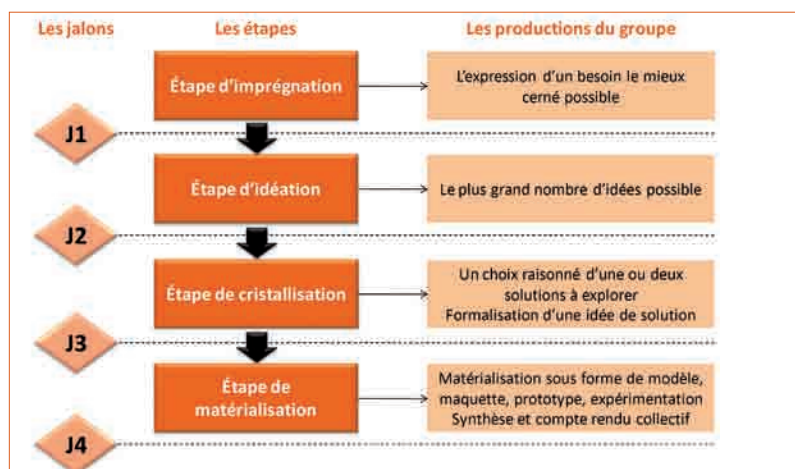 Les jalons
Les étapes
Les productions du groupe
Étape d'imprégnation
L'expression d'un besoin le mieux
cerné possible
J1
Étape d'idéation
Le plus grand nombre d'idées possible
J2
Étape de cristallisation
Un choix raisonné d'une ou deux
solutions à explorer
Formalisation d'une idée de solution
J3
Étape de
matérialisation
Matérialisation sous forme de modèle,
maquette, prototype, expérimentation
Synthèse et compte rendu collectif
J4